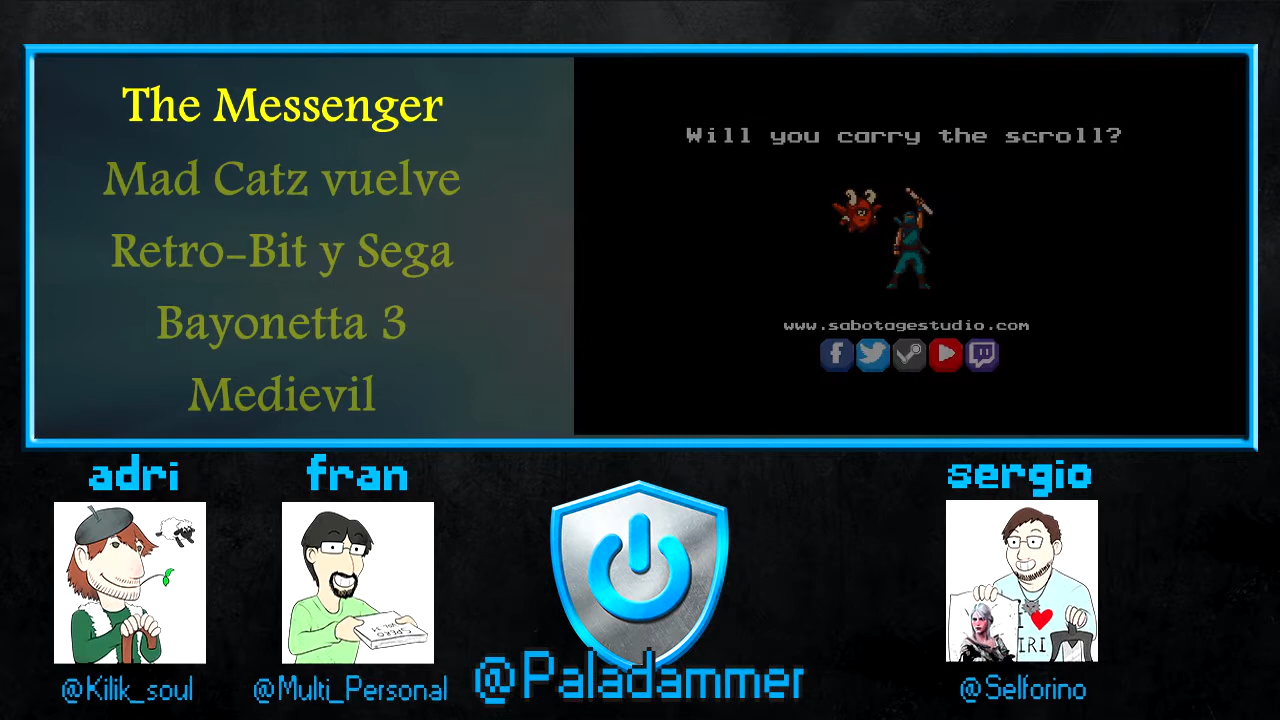 The Messenger
Mad Catz vuelve
Retro-Bit y Sega
Bayonetta 3
Medievil
Will you carry the scroll?
www.sabotagestudio.com
adri
fran
sergio
I
IRI
@Kilik_soul
@Multi_Personal
@Paladammer
@Selforino